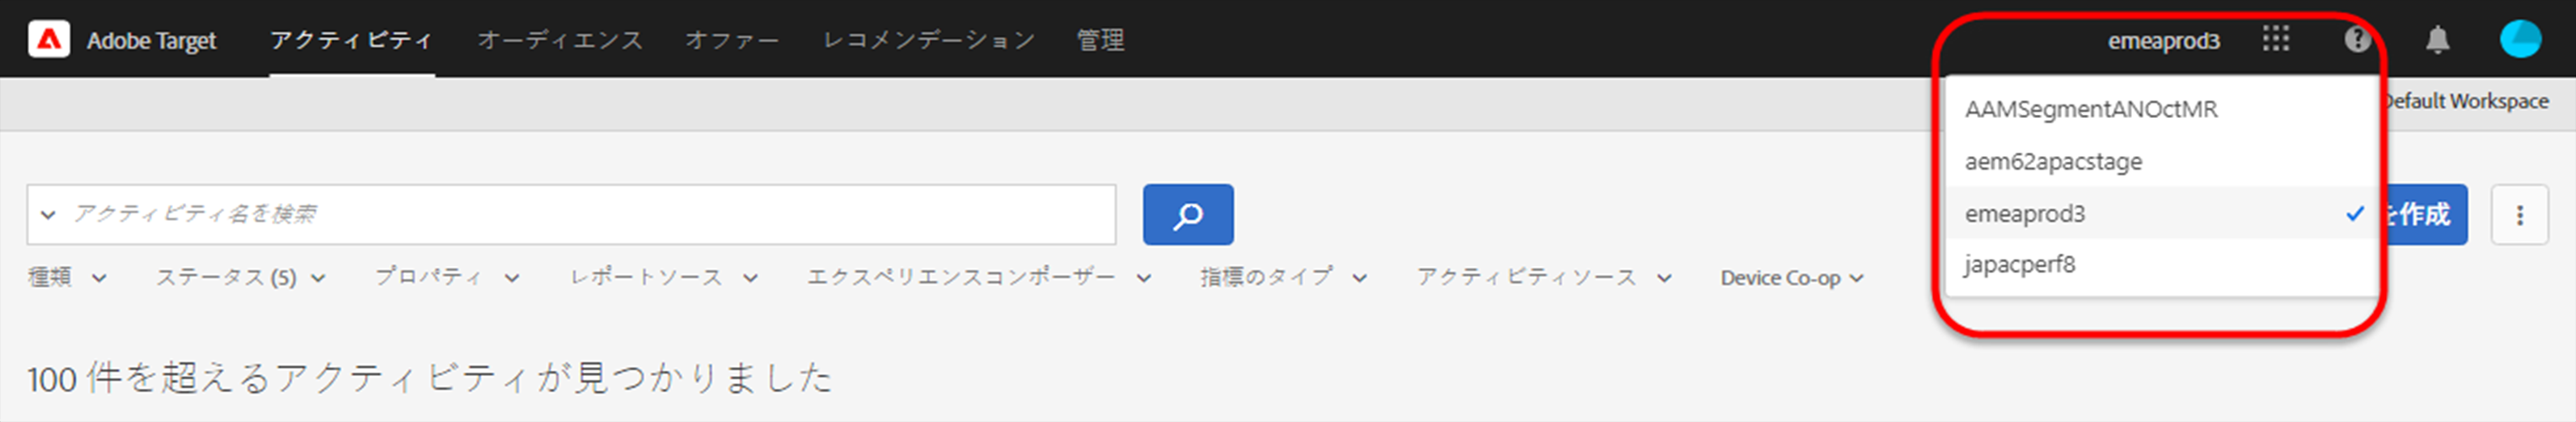 Adobe Target アクティビティ オーディエンス オファー レコメンデーション 管理 emeaprod3
AAMSegmentANOctMR
Default Workspace
aem62apacstage
アクティビティ名を検索
emeaprod3
を作成
種類 ステータス (5) プロパティ レポートソース エクスペリエンスコンポーザー 指標のタイプ アクティビティソース Device Co-op
japacperf8
100 件を超えるアクティビティが見つかりました